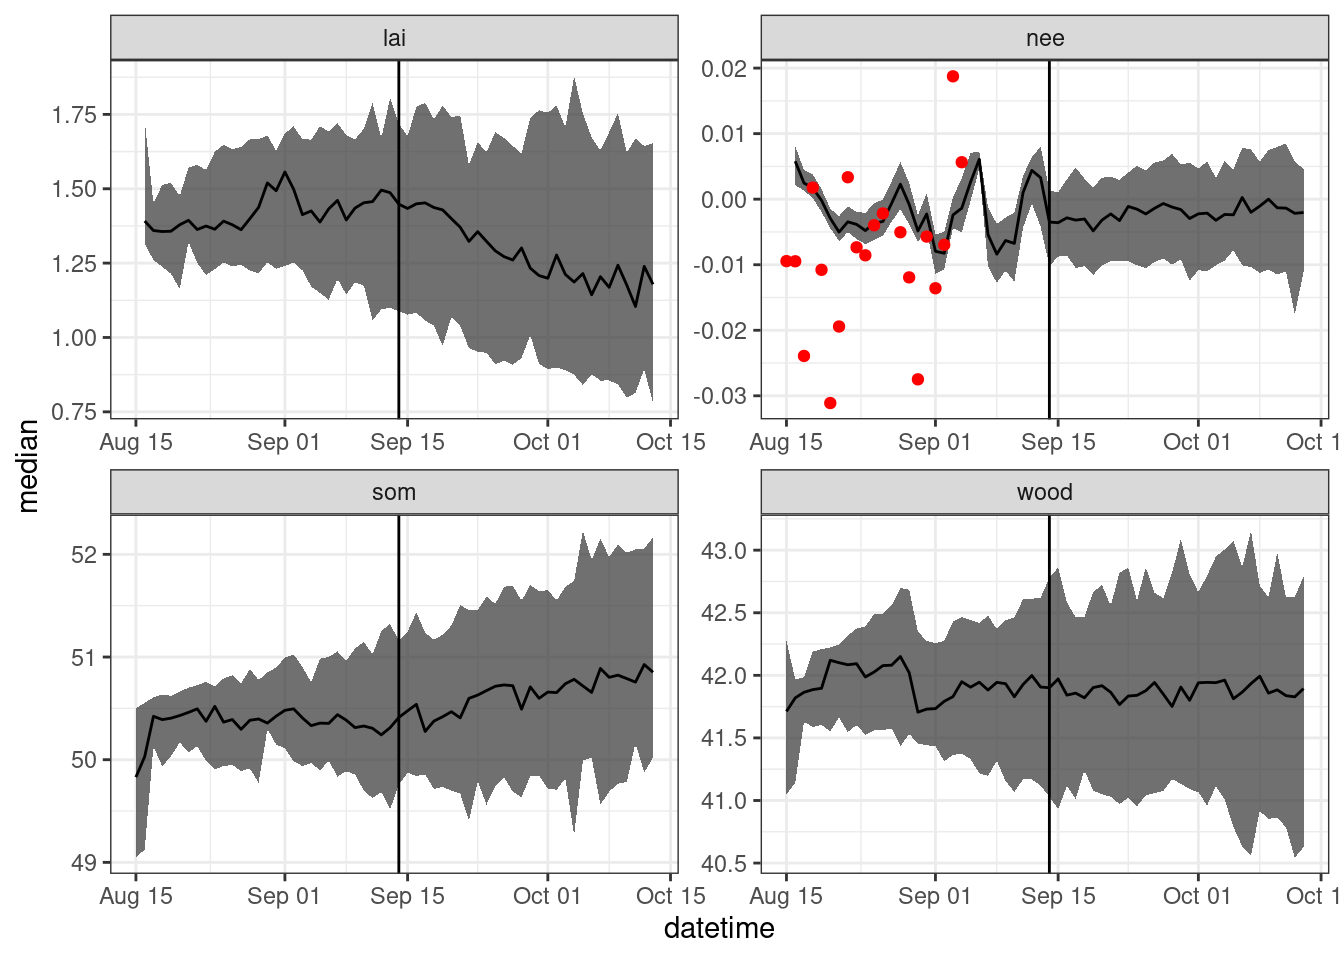 lai
nee
1.75
1.50
1.25
1.00
0.75
0.02
0.01
0.00
-0.01
-0.02
-0.03
Aug 15 Sep 01 Sep 15 Oct 01 Oct 15
Aug 15 Sep 01 Sep 15 Oct 01 Oct 1
median
som
wood
52
51
50
49
43.0
42.5
42.0
41.5
41.0
40.5
Aug 15 Sep 01 Sep 15 Oct 01 Oct 15
Aug 15 Sep 01 Sep 15 Oct 01 Oct 1
datetime